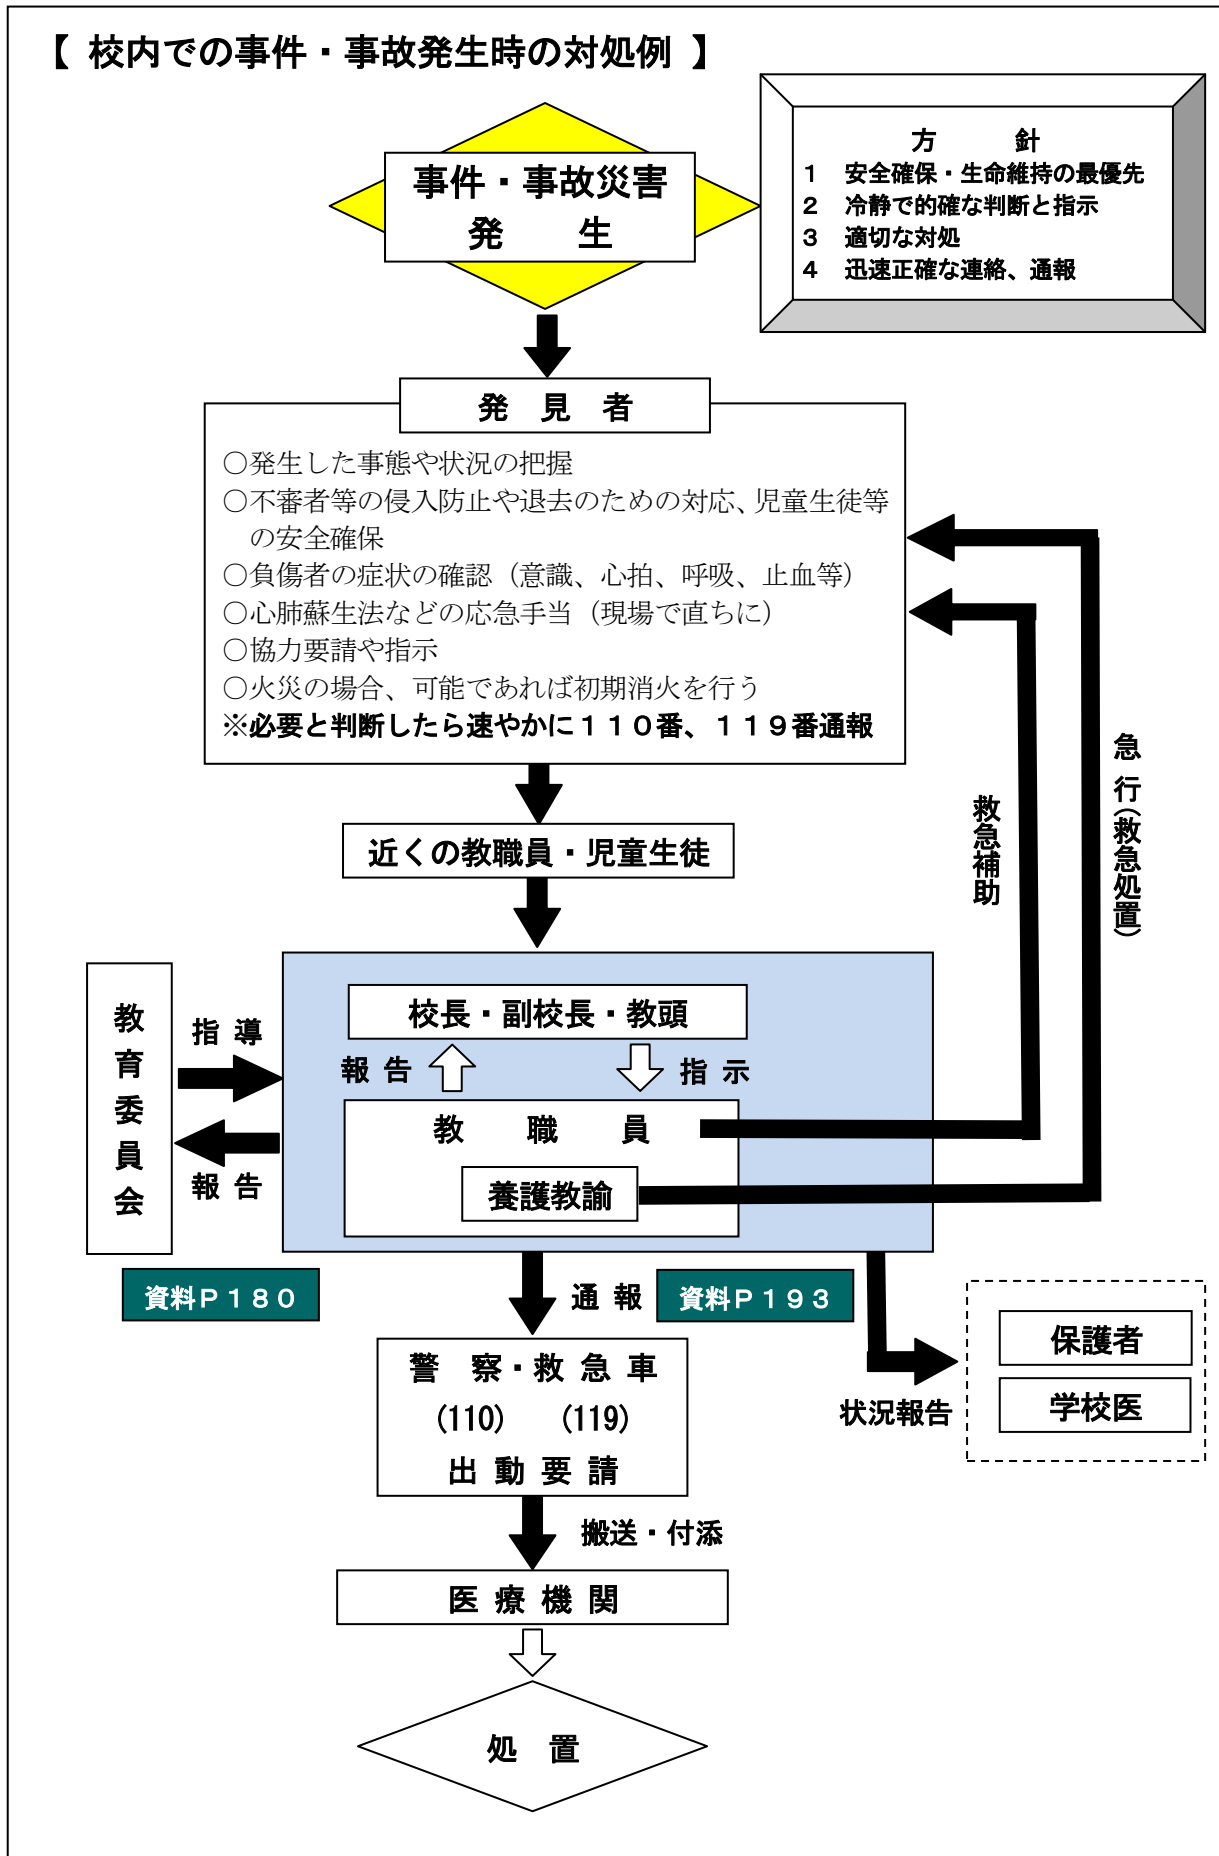 【 校内での事件・事故発生時の対処例 】
方　　針
1　安全確保・生命維持の最優先
2　冷静で的確な判断と指示
3　適切な対処
4　迅速正確な連絡、通報
事件・事故災害
発　　生
発　見　者
○発生した事態や状況の把握
○不審者等の侵入防止や退去のための対応、児童生徒等
の安全確保
○負傷者の症状の確認（意識、心拍、呼吸、止血等）
○心肺蘇生法などの応急手当（現場で直ちに）
○協力要請や指示
○火災の場合、可能であれば初期消火を行う
※必要と判断したら速やかに１１０番、１１９番通報
近くの教職員・児童生徒
救急補助
急　行（救急処置）
校長・副校長・教頭
報 告
指 示
教　職　員
養護教諭
教育委員会
指 導
報 告
資料Ｐ１８０
通 報
資料Ｐ１９３
警　察・救 急 車
(110)　(119)
出 動 要 請
状況報告
保護者
学校医
搬送・付添
医 療 機 関
処　置